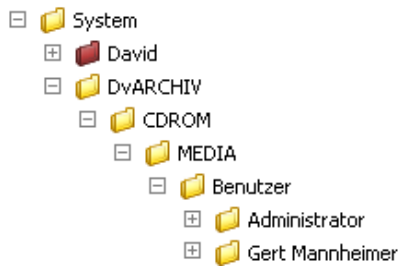 System
David
DvARCHIV
CDROM
MEDIA
Benutzer
Administrator
Gert Mannheimer